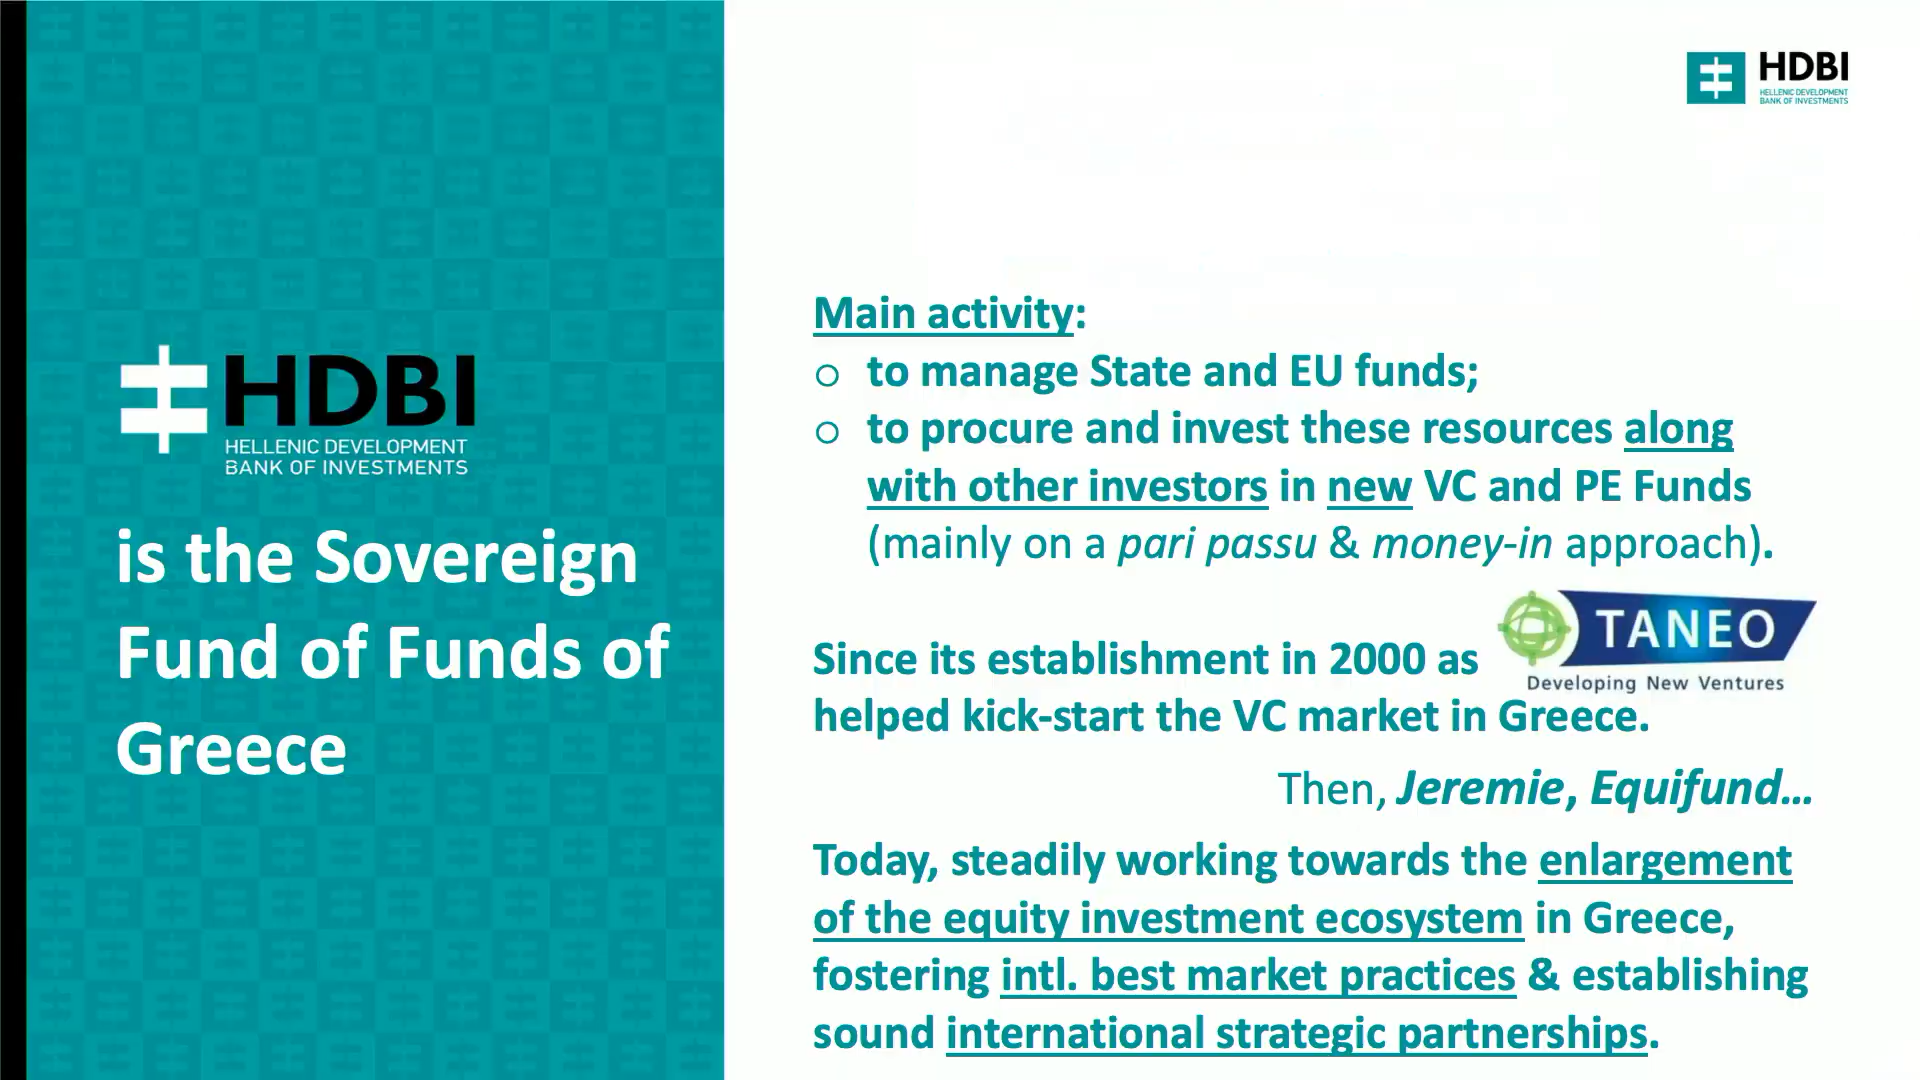 HDBI
HELLENIC DEVELOPMENT
BANK OF INVESTMENTS
is the Sovereign
Fund of Funds of
Greece
HDBI
HELLENIC DEVELOPMENT
BANK OF INVESTMENTS
Main activity:
o to manage State and EU funds;
o to procure and invest these resources along
with other investors in new VC and PE Funds
(mainly on a pari passu & money-in approach).
Since its establishment in 2000 as
TANEO
Developing New Ventures
helped kick-start the VC market in Greece.
Then, Jeremie, Equifund...
Today, steadily working towards the enlargement
of the equity investment ecosystem in Greece,
fostering intl. best market practices & establishing
sound international strategic partnerships.